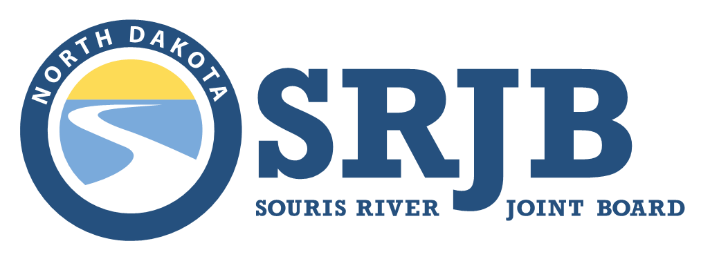 NORTH DAKOTA
SRJB
SOURIS RIVER JOINT BOARD